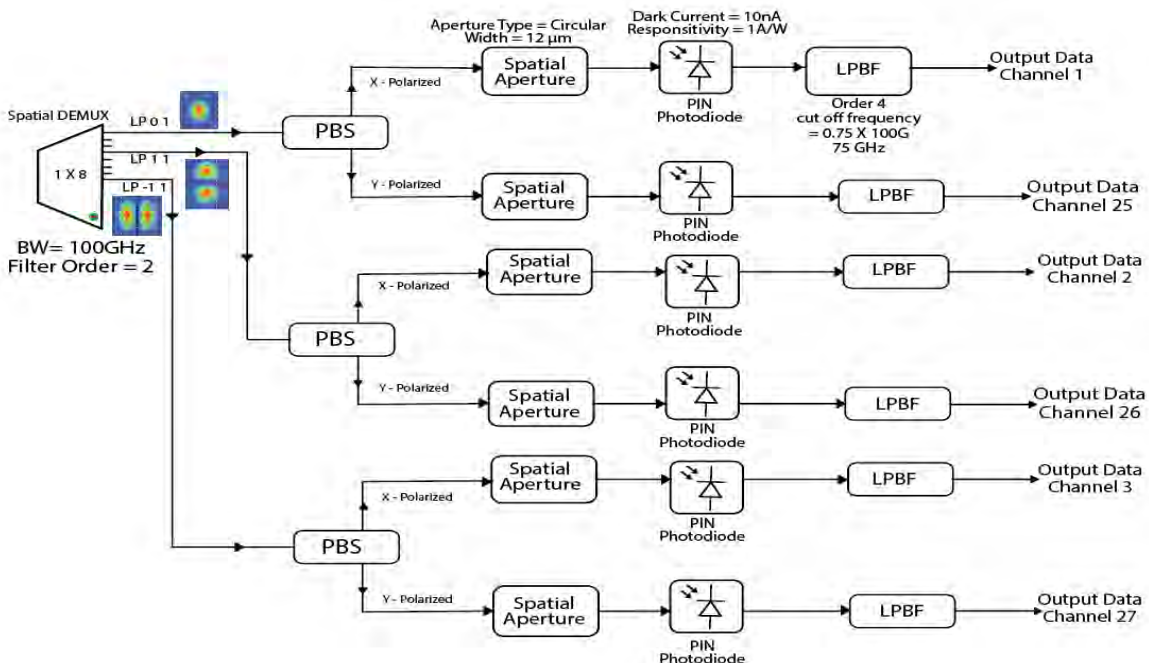 Spatial DEMUX
1 X 8
BW= 100GHz
Filter Order = 2
LP 0 1
LP 1 1
LP -1 1
PBS
X - Polarized
Y - Polarized
Aperture Type = Circular
Width = 12 µm
Spatial
Aperture
Dark Current = 10nA
Responsitivity = 1A/W
PIN
Photodiode
LPBF
Order 4
cut off frequency
= 0.75 X 100G
75 GHz
Output Data
Channel 1
Spatial
Aperture
PIN
Photodiode
LPBF
Output Data
Channel 25
PBS
X - Polarized
Y - Polarized
Spatial
Aperture
PIN
Photodiode
LPBF
Output Data
Channel 2
Spatial
Aperture
PIN
Photodiode
LPBF
Output Data
Channel 26
PBS
X - Polarized
Y - Polarized
Spatial
Aperture
PIN
Photodiode
LPBF
Output Data
Channel 3
Spatial
Aperture
PIN
Photodiode
LPBF
Output Data
Channel 27